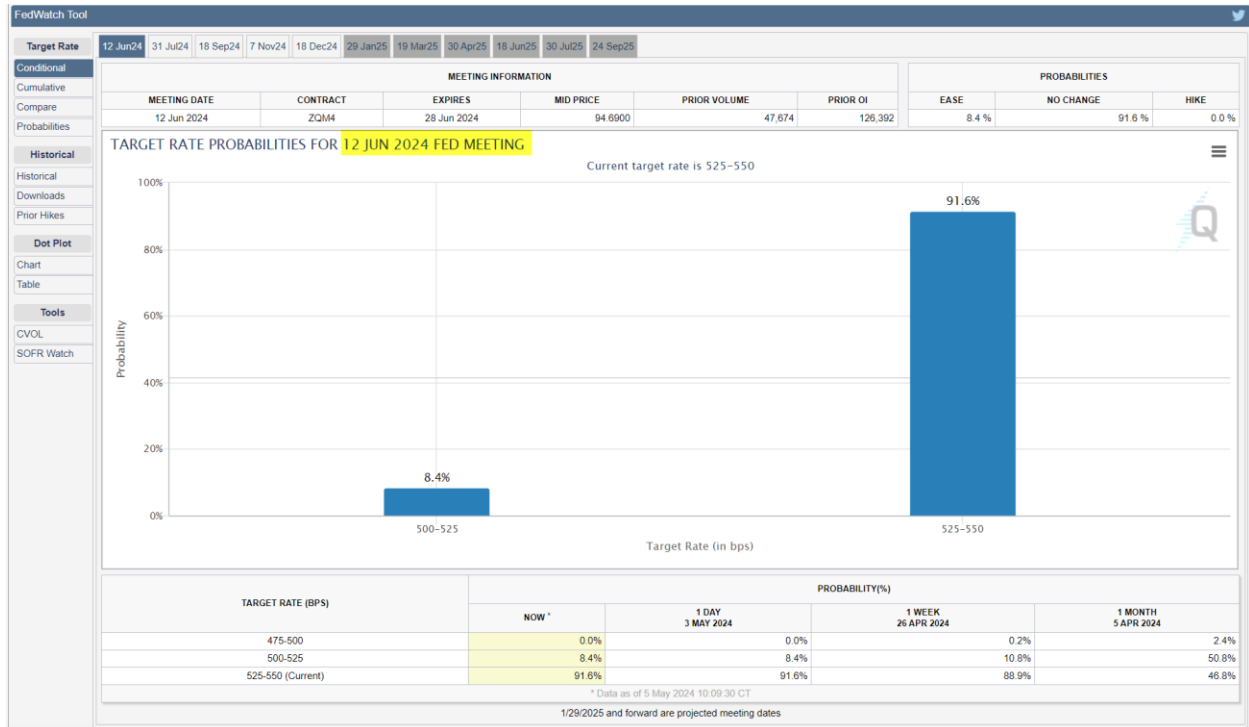 FedWatch Tool
Target Rate
12 Jun24 31 Jul24 18 Sep24 7 Nov24 18 Dec24 29 Jan25 19 Mar25 30 Apr25 18 Jun25 30 Jul25 24 Sep25
Conditional
Cumulative
Compare
Probabilities
Historical
Historical
Downloads
Prior Hikes
Dot Plot
Chart
Table
Tools
CVOL
SOFR Watch
MEETING INFORMATION
MEETING DATE CONTRACT EXPIRES MID PRICE PRIOR VOLUME PRIOR OI
12 Jun 2024 ZQM4 28 Jun 2024 94.6900 47,674 126,392
PROBABILITIES
EASE NO CHANGE HIKE
8.4 % 91.6 % 0.0 %
TARGET RATE PROBABILITIES FOR 12 JUN 2024 FED MEETING
Current target rate is 525-550
100%
91.6%
Q
80%
60%
Probability
40%
20%
8.4%
0%
500-525 525-550
Target Rate (in bps)
TARGET RATE (BPS) PROBABILITY(%)
NOW * 1 DAY 3 MAY 2024 1 WEEK 26 APR 2024 1 MONTH 5 APR 2024
475-500 0.0% 0.0% 0.2% 2.4%
500-525 8.4% 8.4% 10.8% 50.8%
525-550 (Current) 91.6% 91.6% 88.9% 46.8%
* Data as of 5 May 2024 10:09:30 CT
1/29/2025 and forward are projected meeting dates